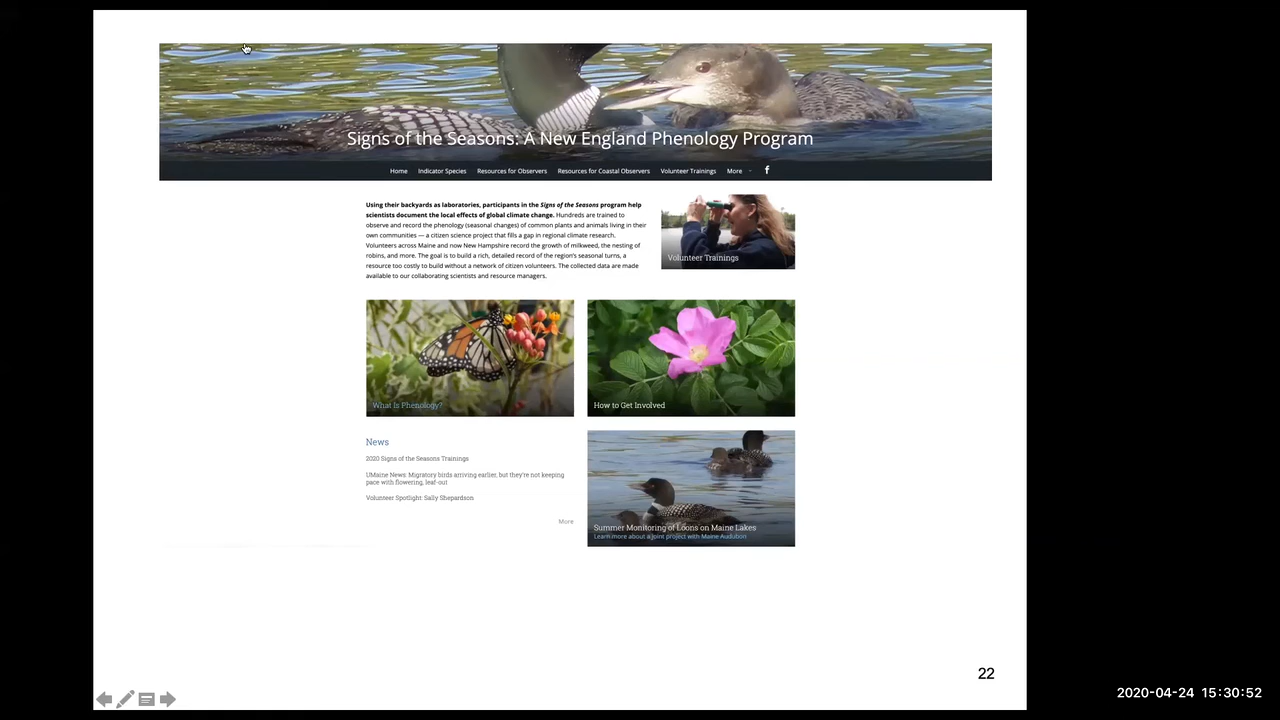 Signs of the Seasons: A New England Phenology Program
Home Indicator Species Resources for Observers Resources for Coastal Observers Volunteer Trainings More f
Using their backyards as laboratories, participants in the Signs of the Seasons program help
scientists document the local effects of global climate change. Hundreds are trained to
observe and record the phenology (seasonal changes) of common plants and animals living in their
own communities — a citizen science project that fills a gap in regional climate research.
Volunteers across Maine and now New Hampshire record the growth of milkweed, the nesting of
robins, and more. The goal is to build a rich, detailed record of the region's seasonal turns, a
resource too costly to build without a network of citizen volunteers. The collected data are made
available to our collaborating scientists and resource managers.
Volunteer Trainings
What Is Phenology?
How to Get Involved
News
2020 Signs of the Seasons Trainings
UMaine News: Migratory birds arriving earlier, but they're not keeping
pace with flowering, leaf-out
Volunteer Spotlight: Sally Shepardson
More
Summer Monitoring of Loons on Maine Lakes
Learn more about a joint project with Maine Audubon
22
2020-04-24 15:30:52